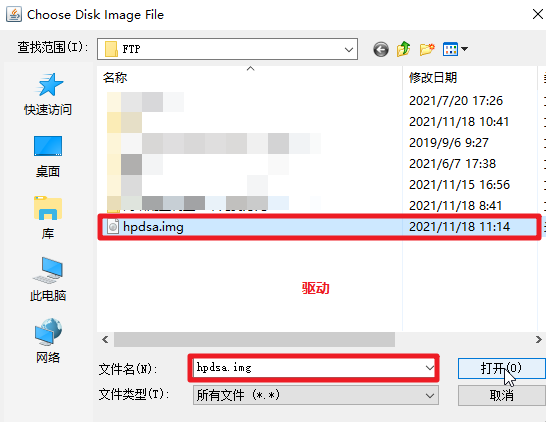 Choose Disk Image File
查找范围(I): FTP
名称 修改日期
快速访问
桌面
库
此电脑
网络
2021/7/20 17:26
2021/11/18 10:41
2019/9/6 9:27
2021/6/7 17:38
2021/11/15 16:56
2021/11/18 8:41
hpdsa.img 2021/11/18 11:14
驱动
文件名(N): hpdsa.img 打开(O)
文件类型(T): 所有文件 (*.*) 取消